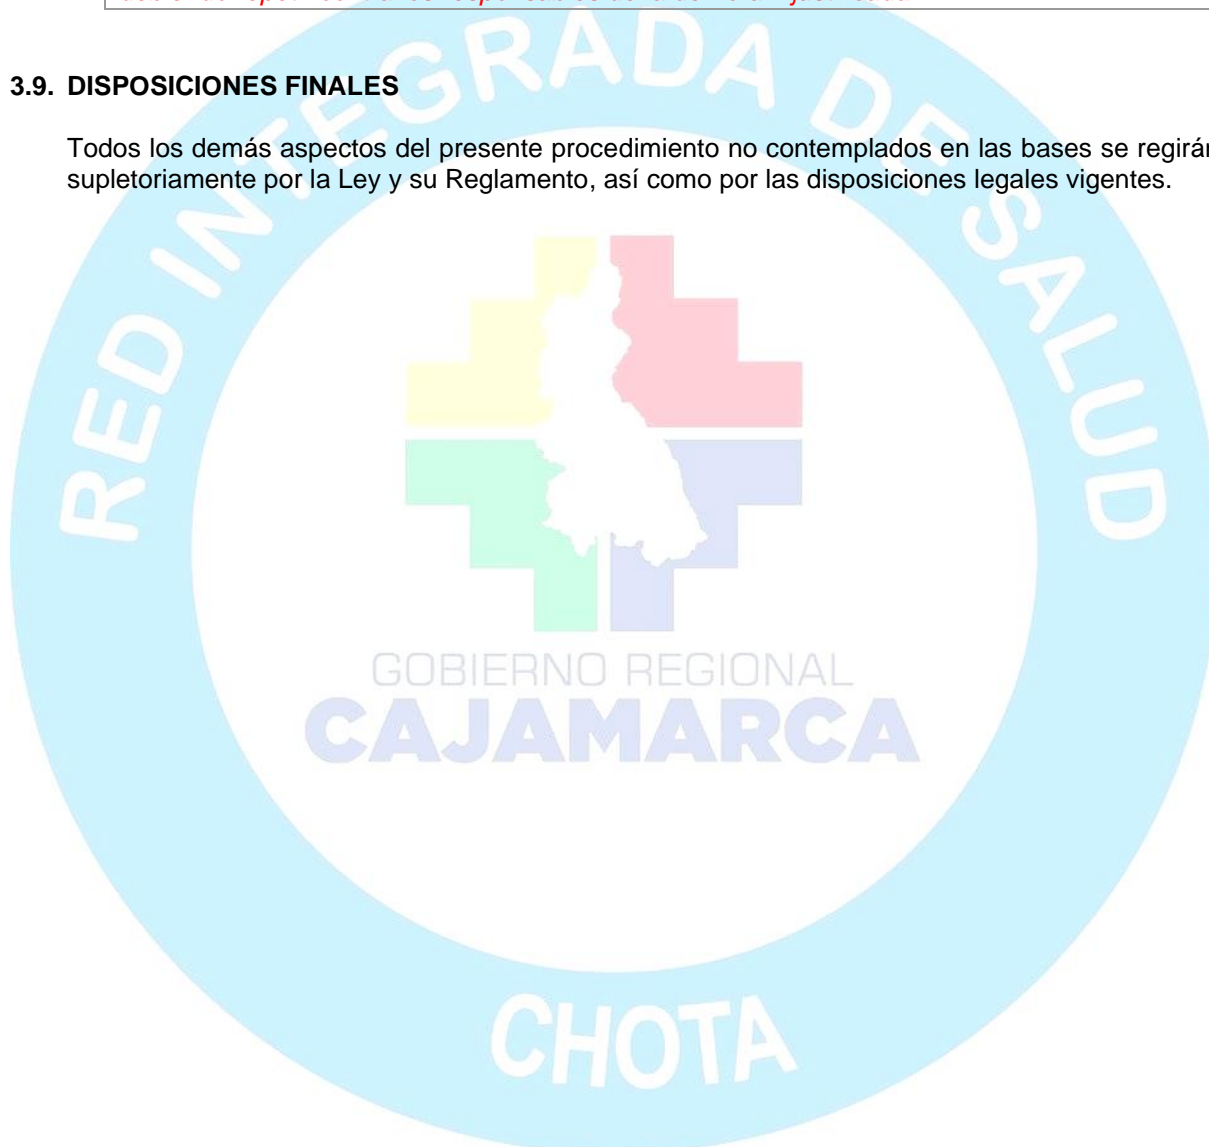 3.9. DISPOSICIONES FINALES
Todos los demás aspectos del presente procedimiento no contemplados en las bases se regirán
supletoriamente por la Ley y su Reglamento, así como por las disposiciones legales vigentes.
RED INTEGRADA DE SALUD
GOBIERNO REGIONAL
CAJAMARCA
CHOTA